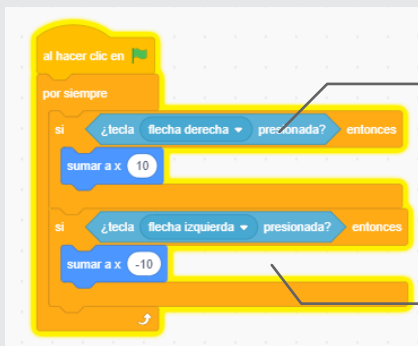 al hacer clic en
por siempre
si ¿tecla flecha derecha presionada? entonces
sumar a x 10
si ¿tecla flecha izquierda presionada? entonces
sumar a x -10